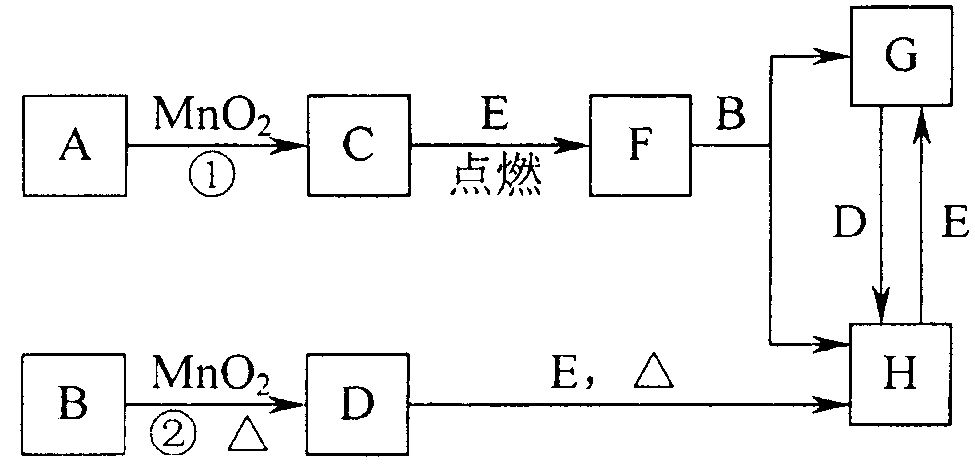 A
MnO₂
①
C
E
点燃
F
B
G
D
E
B
MnO₂
② △
D
E, △
H